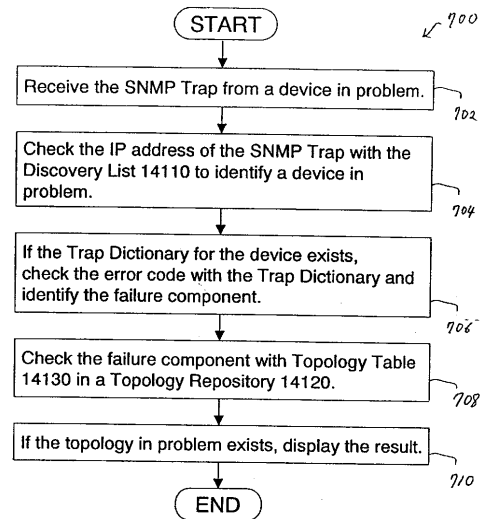 START
700
Receive the SNMP Trap from a device in problem.
702
Check the IP address of the SNMP Trap with the
Discovery List 14110 to identify a device in
problem.
704
If the Trap Dictionary for the device exists,
check the error code with the Trap Dictionary and
identify the failure component.
706
Check the failure component with Topology Table
14130 in a Topology Repository 14120.
708
If the topology in problem exists, display the result.
710
END